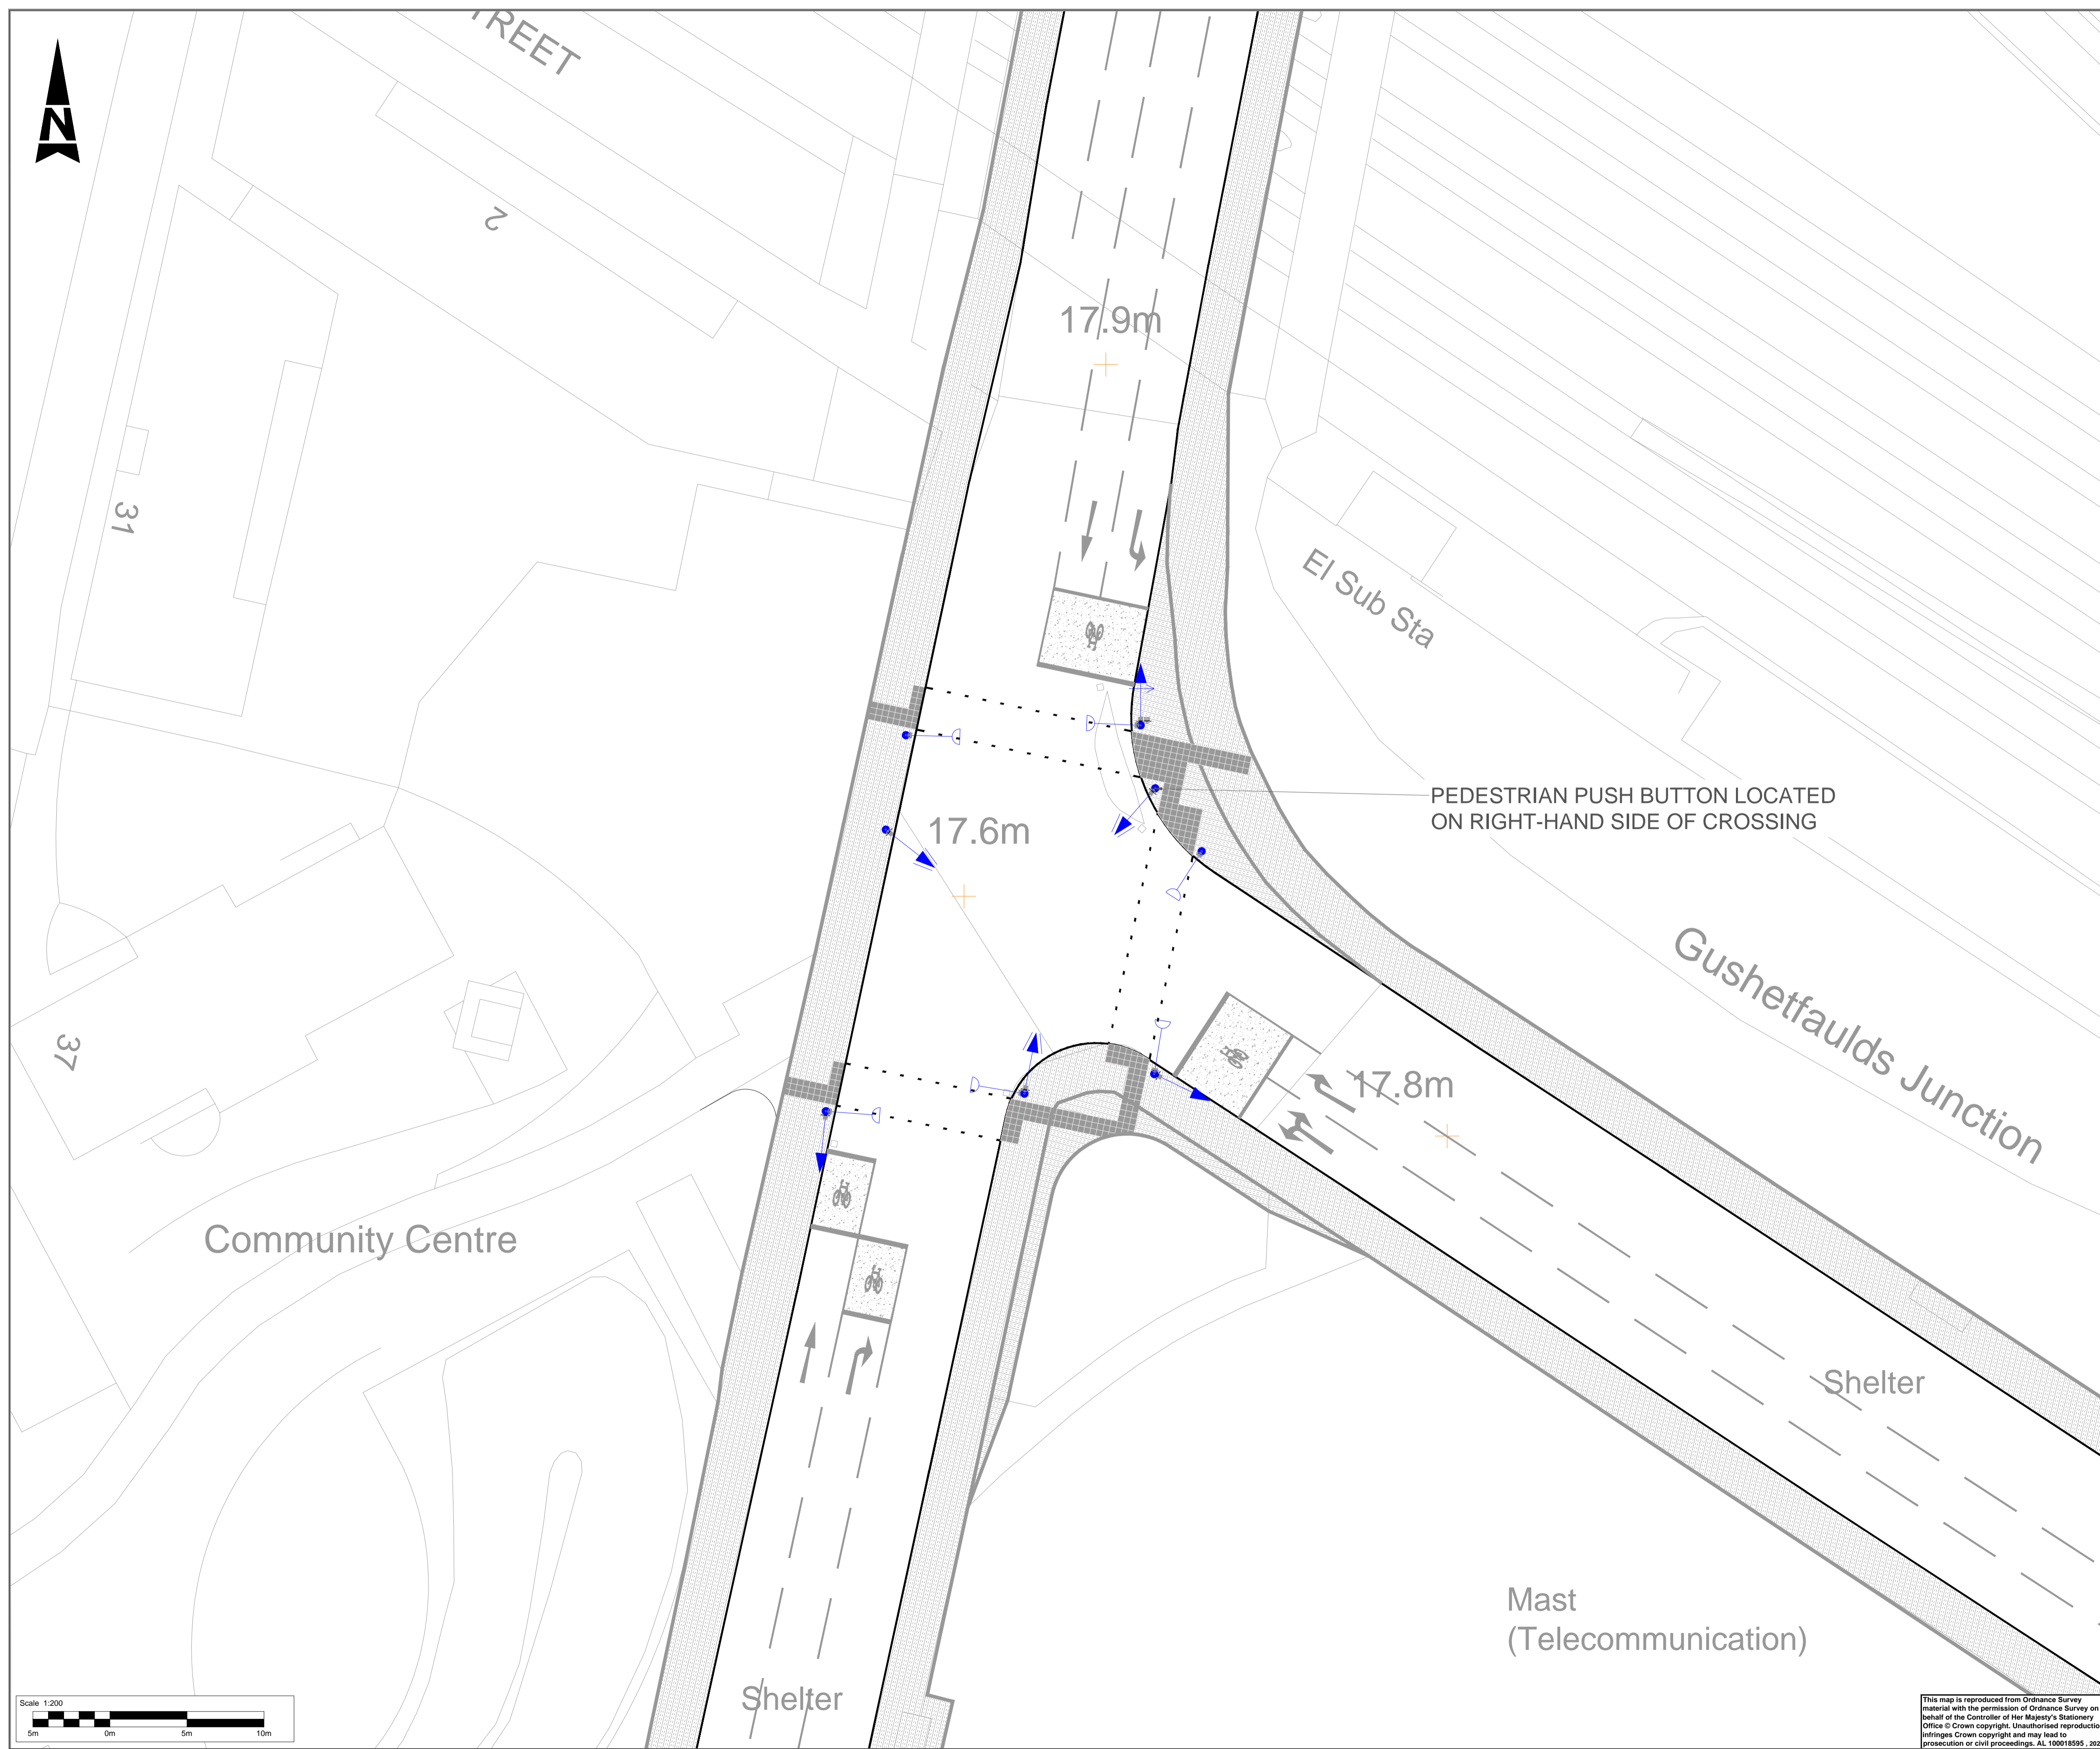 TREET
N
2
17.9m
31
El Sub Sta
PEDESTRIAN PUSH BUTTON LOCATED
ON RIGHT-HAND SIDE OF CROSSING
17.6m
Gushetfaulds Junction
37
17.8m
Community Centre
Shelter
Mast
(Telecommunication)
Shelter
Scale 1:200
5m 0m 5m 10m
This map is reproduced from Ordnance Survey
material with the permission of Ordnance Survey on
behalf of the Controller of Her Majesty's Stationery
Office © Crown copyright. Unauthorised reproductio
infringes Crown copyright and may lead to
prosecution or civil proceedings. AL 100018595 ,